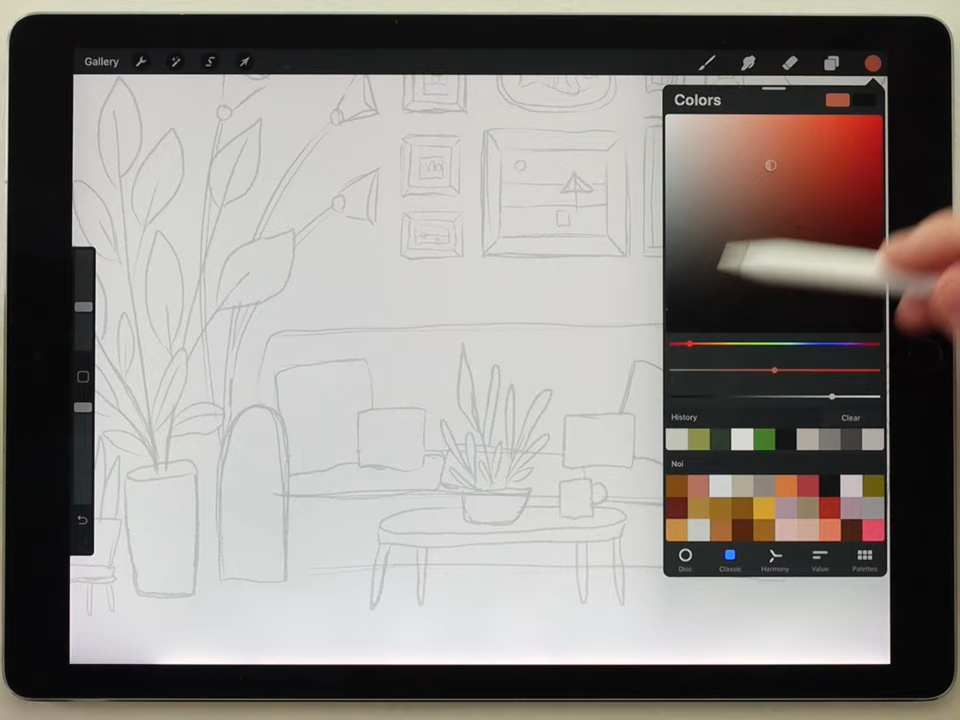 Gallery
Colors
History Clear
Noi
Disc Classic Harmony Value Palettes